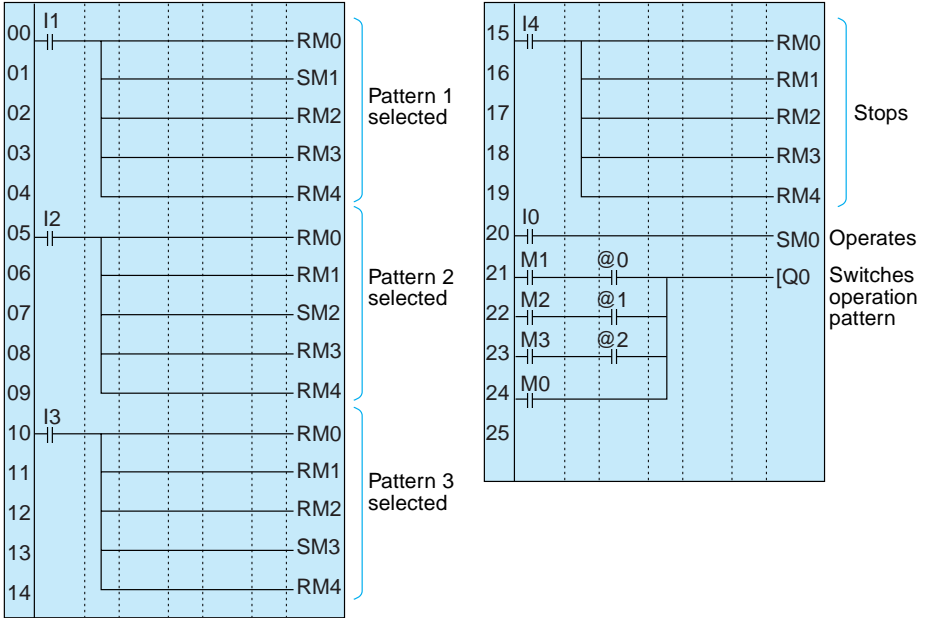 00 I1 RM0
01 SM1
02 RM2
03 RM3
04 RM4
Pattern 1
selected
05 I2 RM0
06 RM1
07 SM2
08 RM3
09 RM4
Pattern 2
selected
10 I3 RM0
11 RM1
12 RM2
13 SM3
14 RM4
Pattern 3
selected
15 I4 RM0
16 RM1
17 RM2
18 RM3
19 RM4
Stops
20 I0 SM0 Operates
21 M1 @0 [Q0
22 M2 @1
23 M3 @2
24 M0
25
Switches
operation
pattern